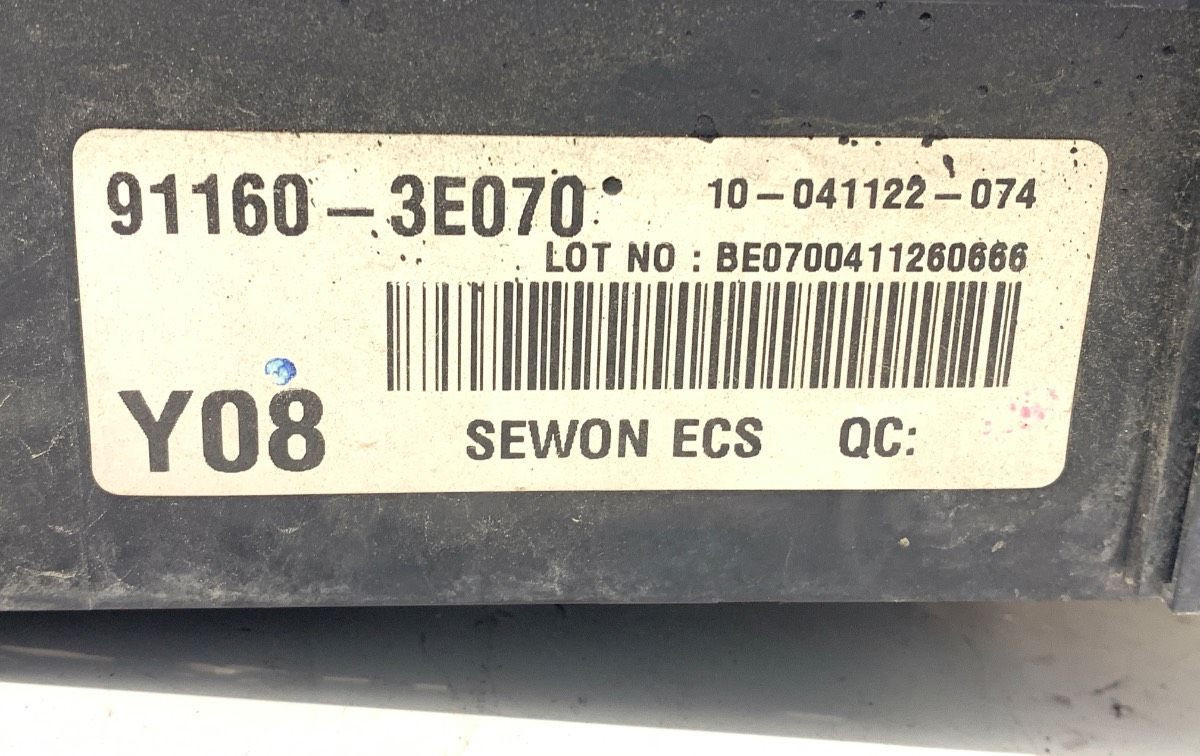 91160-3E070 10-041122-074
LOT NO : BE0700411260666
Y08 SEWON ECS QC: